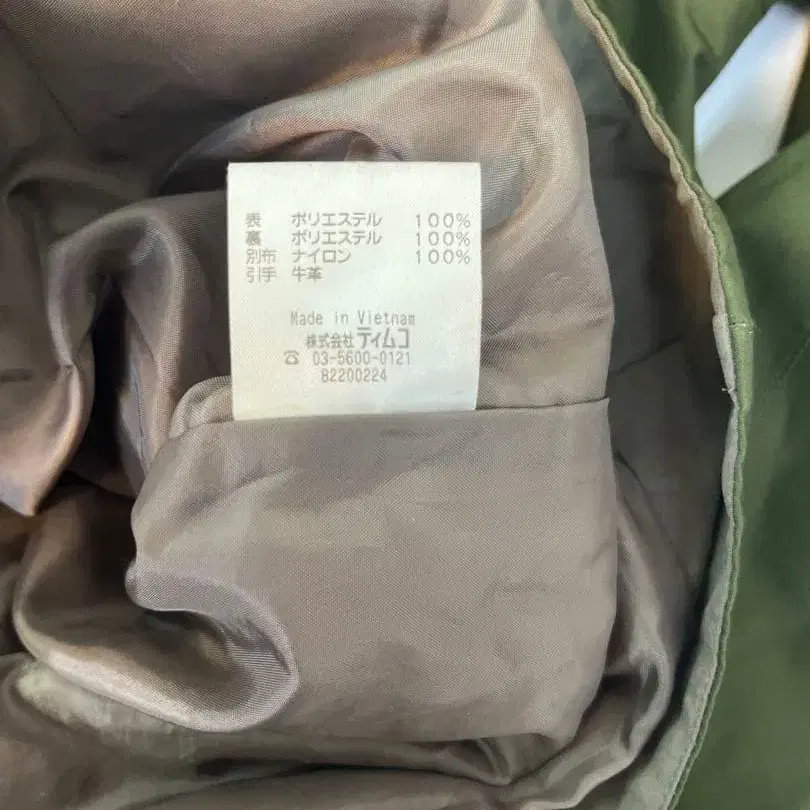 表 ポリエステル 100%
裏 ポリエステル 100%
別布 ナイロン 100%
引手 牛革
Made in Vietnam
株式会社 ティムコ
☎ 03-5600-0121
B2200224